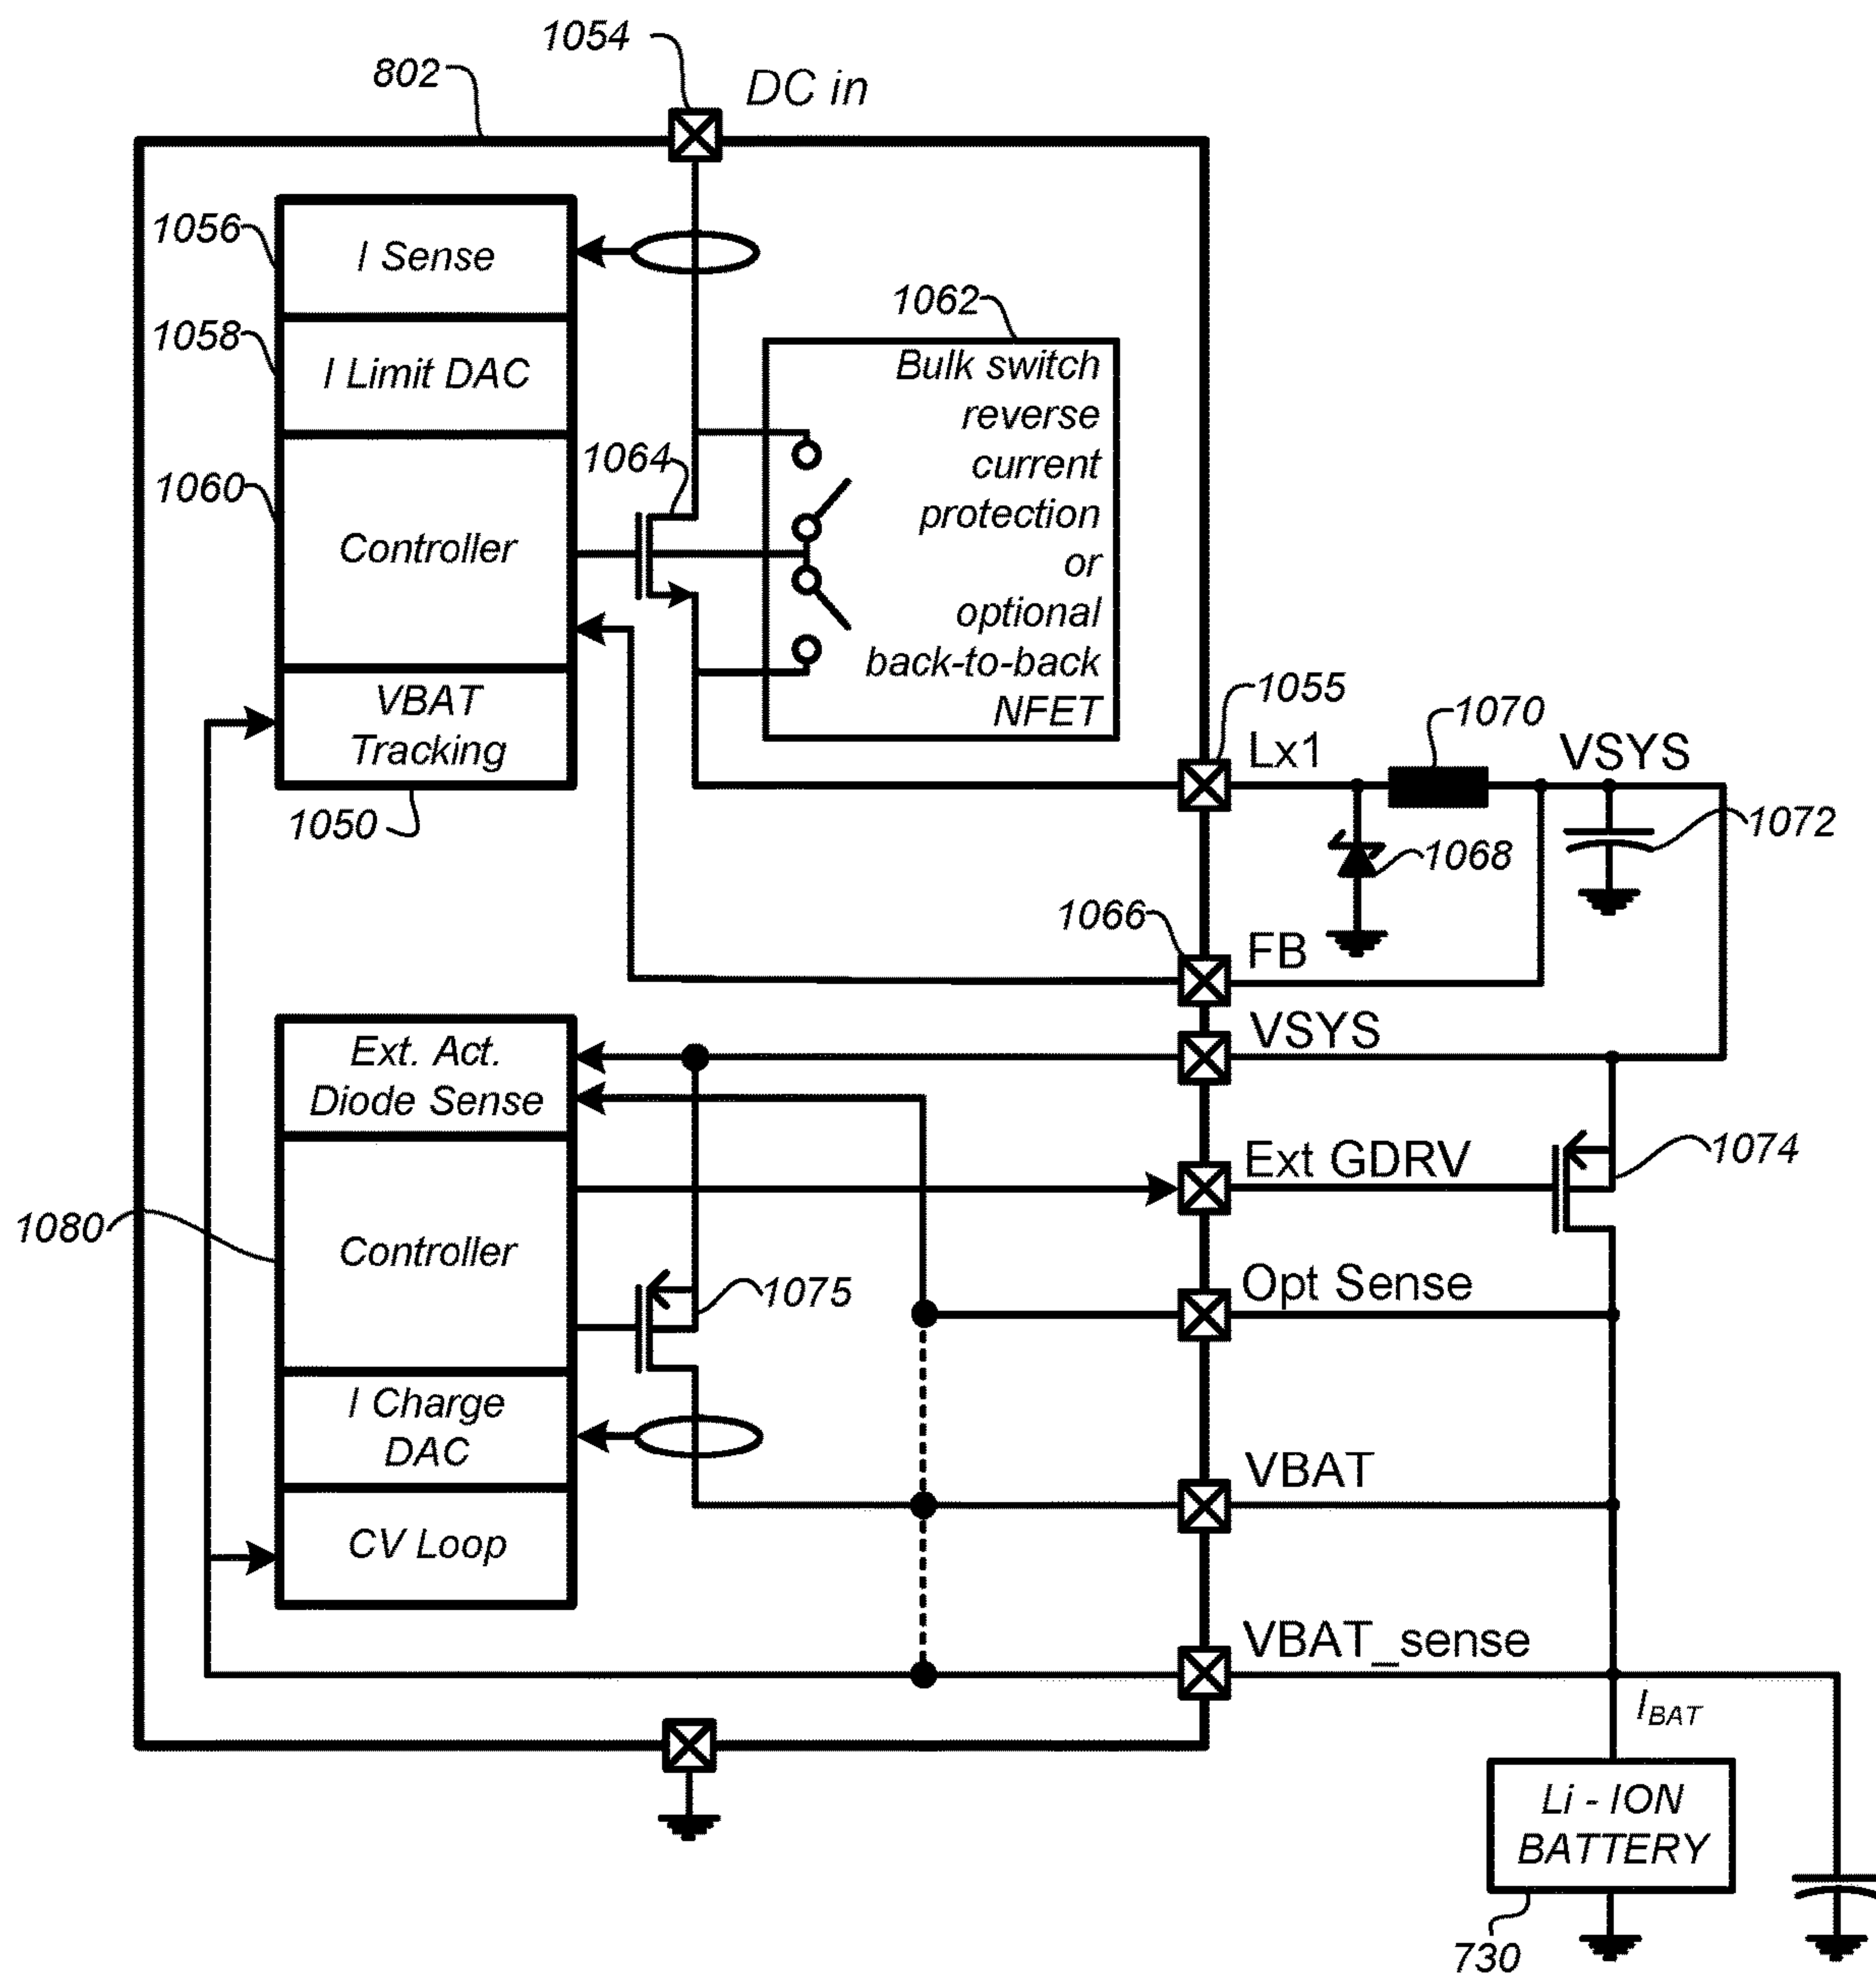 1054
DC in
802
1056
I Sense
1058
I Limit DAC
1060
Controller
VBAT
Tracking
1050
1064
1062
Bulk switch
reverse
current
protection
or
optional
back-to-back
NFET
1055
Lx1
1070
VSYS
1072
1068
1066
FB
VSYS
Ext. Act.
Diode Sense
Ext GDRV
1074
1080
Controller
1075
Opt Sense
I Charge
DAC
VBAT
CV Loop
VBAT_sense
IBAT
Li - ION
BATTERY
730